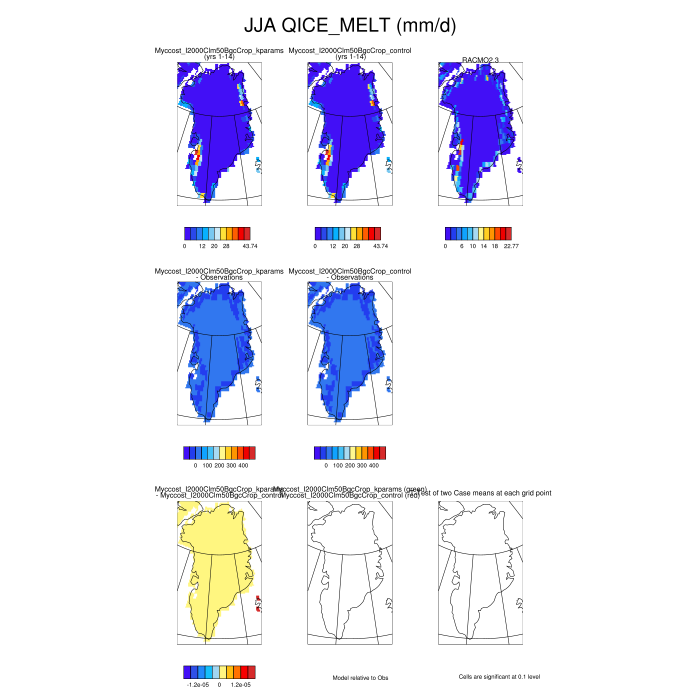 JJA QICE_MELT (mm/d)
Myccost_I2000Clm50BgcCrop_kparams
(yrs 1-14)
Myccost_I2000Clm50BgcCrop_control
(yrs 1-14)
RACMO2.3
0 12 20 28 43.74
0 12 20 28 43.74
0 6 10 14 18 22.77
Myccost_I2000Clm50BgcCrop_kparams
- Observations
Myccost_I2000Clm50BgcCrop_control
- Observations
0 100 200 300 400
0 100 200 300 400
Myccost_I2000Clm50BgcCrop_kparams
- Myccost_I2000Clm50BgcCrop_control
Myccost_I2000Clm50BgcCrop_kparams (green)
Myccost_I2000Clm50BgcCrop_control (red)
est of two Case means at each grid point
-1.2e-05 0 1.2e-05
Model relative to Obs
Cells are significant at 0.1 level